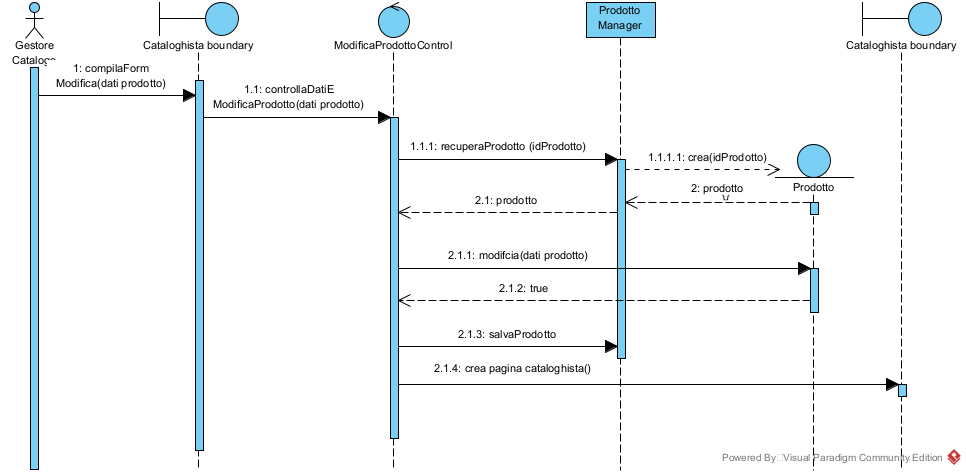 Gestore
Catalogo
Cataloghista boundary
ModificaProdottoControl
Prodotto
Manager
Cataloghista boundary
1: compilaForm
Modifica(dati prodotto)
1.1: controllaDatiE
ModificaProdotto(dati prodotto)
1.1.1: recuperaProdotto (idProdotto)
1.1.1.1: crea(idProdotto)
Prodotto
2: prodotto
2.1: prodotto
2.1.1: modifcia(dati prodotto)
2.1.2: true
2.1.3: salvaProdotto
2.1.4: crea pagina cataloghista()
Powered By Visual Paradigm Community Edition